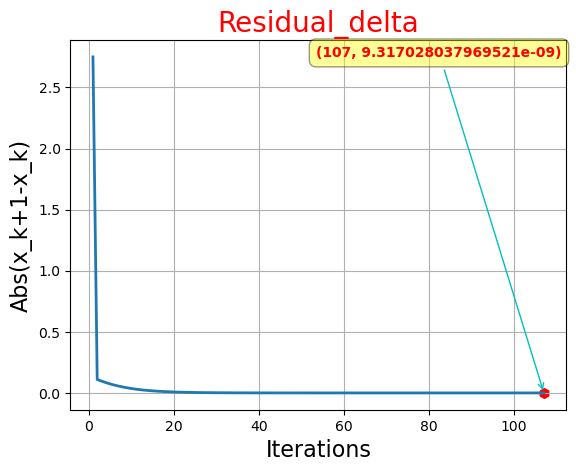 Residual_delta
(107, 9.317028037969521e-09)
Abs(x_k+1-x_k)
2.5
2.0
1.5
1.0
0.5
0.0
0 20 40 60 80 100
Iterations